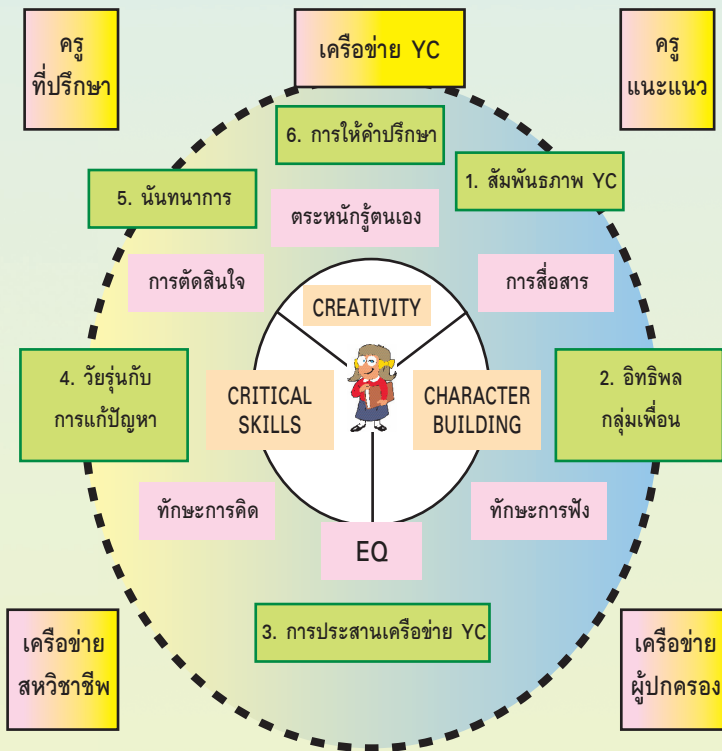 ครู
ที่ปรึกษา
เครือข่าย YC
ครู
แนะแนว
6. การให้คำปรึกษา
5. นันทนาการ
1. สัมพันธภาพ YC
ตระหนักรู้ตนเอง
การตัดสินใจ
การสื่อสาร
CREATIVITY
4. วัยรุ่นกับ
การแก้ปัญหา
CRITICAL
SKILLS
CHARACTER
BUILDING
2. อิทธิพล
กลุ่มเพื่อน
ทักษะการคิด
ทักษะการฟัง
EQ
3. การประสานเครือข่าย YC
เครือข่าย
สหวิชาชีพ
เครือข่าย
ผู้ปกครอง